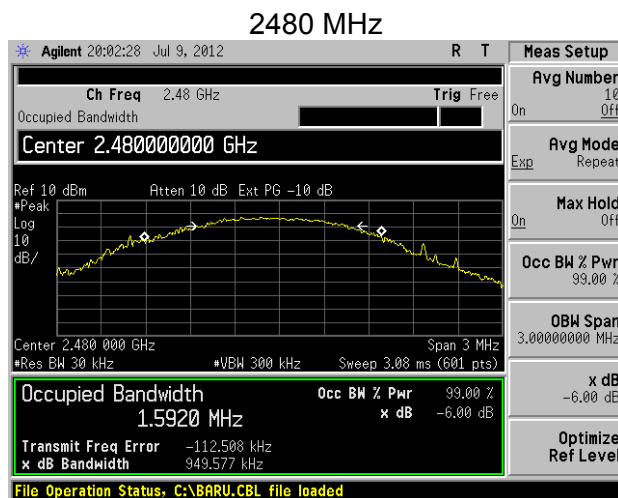 2480 MHz
Agilent 20:02:28 Jul 9, 2012 R T
Meas Setup
Ch Freq 2.48 GHz Trig Free
Occupied Bandwidth
Center 2.480000000 GHz
Ref 10 dBm Atten 10 dB Ext PG -10 dB
#Peak
Log
10
dB/
Center 2.480 000 GHz Span 3 MHz
#Res BW 30 kHz #VBW 300 kHz Sweep 3.08 ms (601 pts)
Occupied Bandwidth Occ BW % Pwr 99.00 %
1.5920 MHz x dB -6.00 dB
Transmit Freq Error -112.508 kHz
x dB Bandwidth 949.577 kHz
File Operation Status, C:\BARU.CBL file loaded
Avg Number
10
On Off
Avg Mode
Exp Repeat
Max Hold
On Off
Occ BW % Pwr
99.00 %
OBW Span
3.00000000 MHz
x dB
-6.00 dB
Optimize
Ref Level